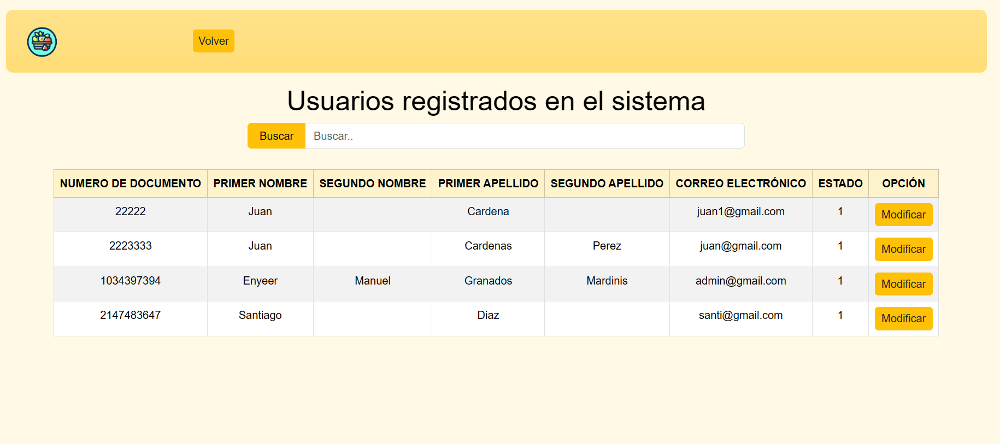 Volver
Usuarios registrados en el sistema
Buscar Buscar..
NUMERO DE DOCUMENTO PRIMER NOMBRE SEGUNDO NOMBRE PRIMER APELLIDO SEGUNDO APELLIDO CORREO ELECTRÓNICO ESTADO OPCIÓN
22222 Juan Cardena juan1@gmail.com 1 Modificar
2223333 Juan Cardenas Perez juan@gmail.com 1 Modificar
1034397394 Enyeer Manuel Granados Mardinis admin@gmail.com 1 Modificar
2147483647 Santiago Diaz santi@gmail.com 1 Modificar